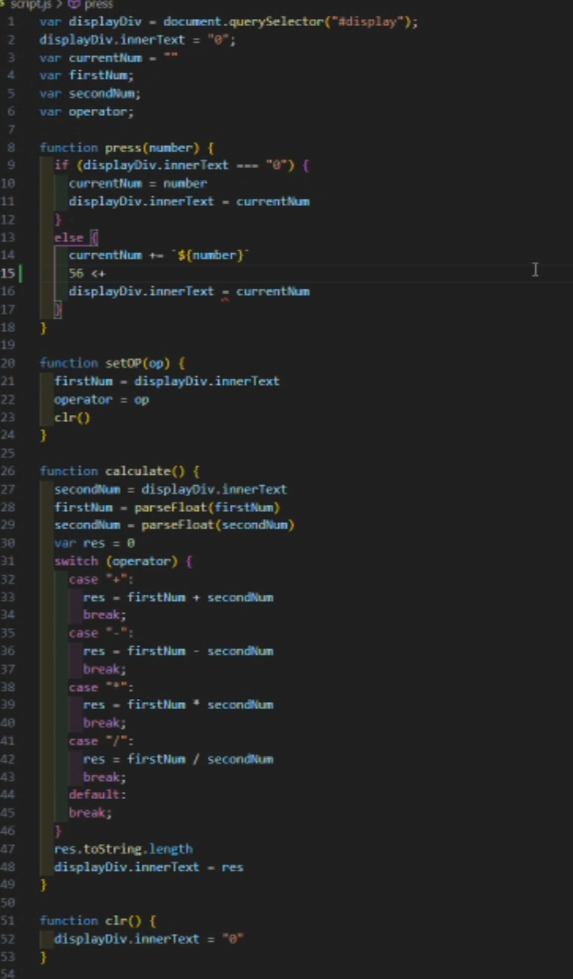 script.js > press
1 var displayDiv = document.querySelector("#display");
2 displayDiv.innerText = "0";
3 var currentNum = ""
4 var firstNum;
5 var secondNum;
6 var operator;
7
8 function press(number) {
9 if (displayDiv.innerText === "0") {
10 currentNum = number
11 displayDiv.innerText = currentNum
12 }
13 else {
14 currentNum += `${number}`
15 56 <+
16 displayDiv.innerText = currentNum
17 }
18 }
19
20 function setOP(op) {
21 firstNum = displayDiv.innerText
22 operator = op
23 clr()
24 }
25
26 function calculate() {
27 secondNum = displayDiv.innerText
28 firstNum = parseFloat(firstNum)
29 secondNum = parseFloat(secondNum)
30 var res = 0
31 switch (operator) {
32 case "+":
33 res = firstNum + secondNum
34 break;
35 case "-":
36 res = firstNum - secondNum
37 break;
38 case "*":
39 res = firstNum * secondNum
40 break;
41 case "/":
42 res = firstNum / secondNum
43 break;
44 default:
45 break;
46 }
47 res.toString.length
48 displayDiv.innerText = res
49 }
50
51 function clr() {
52 displayDiv.innerText = "0"
53 }
54